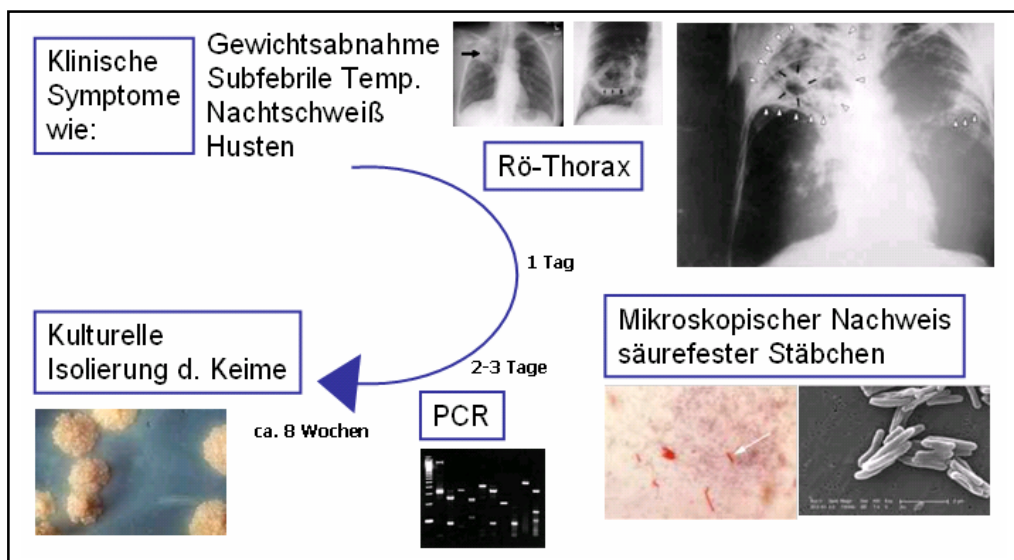 Klinische
Symptome
wie:
Gewichtsabnahme
Subfebrile Temp.
Nachtschweiß
Husten
Rö-Thorax
1 Tag
Mikroskopischer Nachweis
säurefester Stäbchen
2-3 Tage
PCR
Kulturelle
Isolierung d. Keime
ca. 8 Wochen